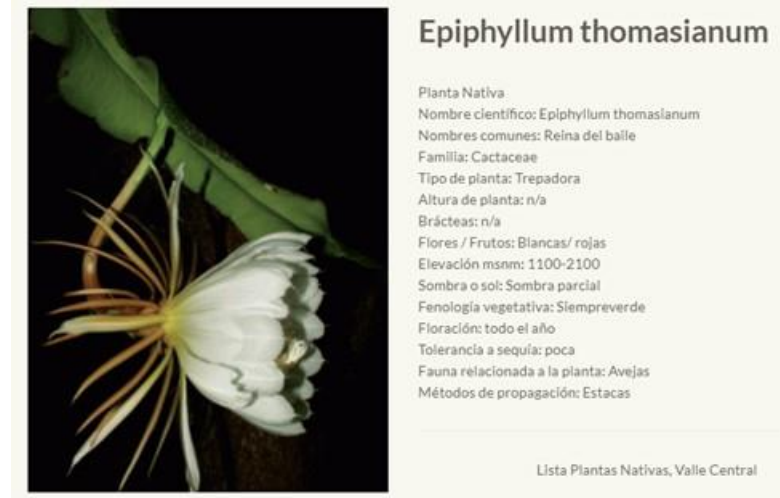 Epiphyllum thomasianum
Planta Nativa
Nombre científico: Epiphyllum thomasianum
Nombres comunes: Reina del baile
Familia: Cactaceae
Tipo de planta: Trepadora
Altura de planta: n/a
Brácteas: n/a
Flores / Frutos: Blancas/ rojas
Elevación msnm: 1100-2100
Sombra o sol: Sombra parcial
Fenología vegetativa: Siempreverde
Floración: todo el año
Tolerancia a sequía: poca
Fauna relacionada a la planta: Avejas
Métodos de propagación: Estacas
Lista Plantas Nativas, Valle Central